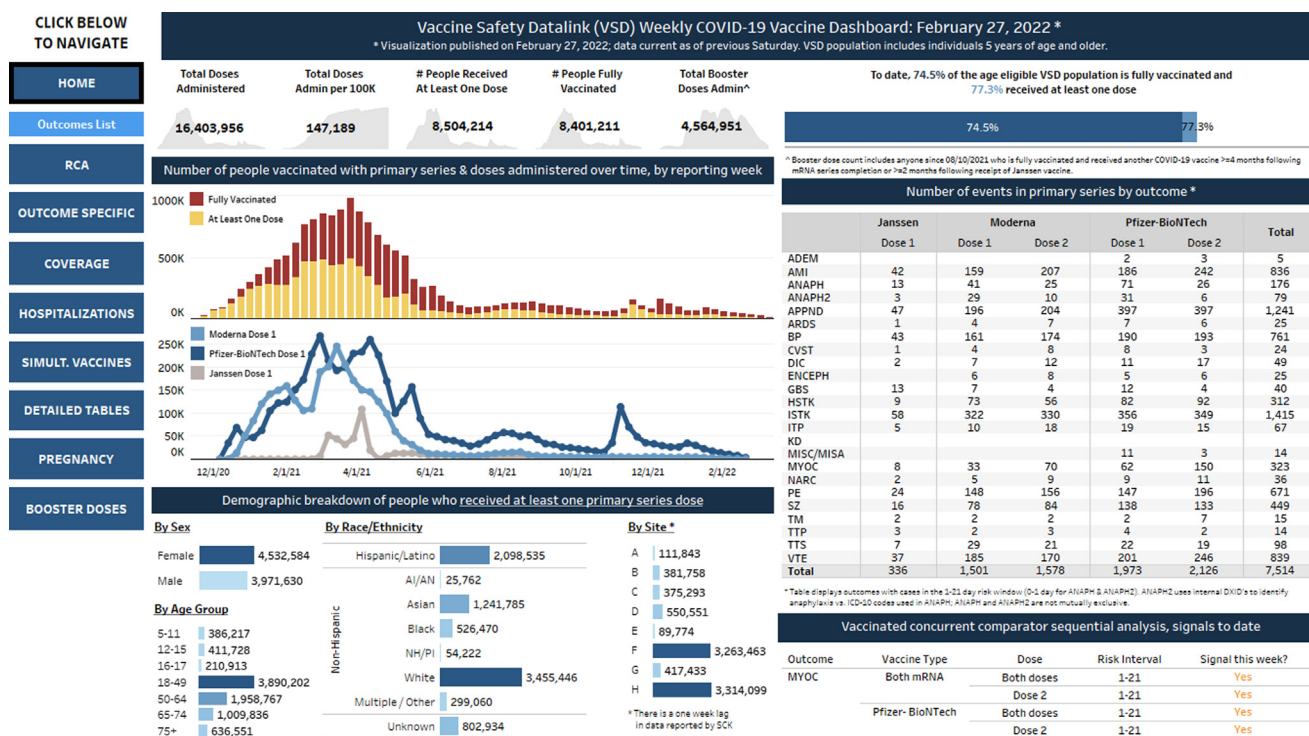 CLICK BELOW
TO NAVIGATE
HOME
Outcomes List
RCA
OUTCOME SPECIFIC
COVERAGE
HOSPITALIZATIONS
SIMULT. VACCINES
DETAILED TABLES
PREGNANCY
BOOSTER DOSES
Vaccine Safety Datalink (VSD) Weekly COVID-19 Vaccine Dashboard: February 27, 2022 *
* Visualization published on February 27, 2022; data current as of previous Saturday. VSD population includes individuals 5 years of age and older.
Total Doses Administered
16,403,956
Total Doses Admin per 100K
147,189
# People Received At Least One Dose
8,504,214
# People Fully Vaccinated
8,401,211
Total Booster Doses Admin^
4,564,951
To date, 74.5% of the age eligible VSD population is fully vaccinated and
77.3% received at least one dose
74.5% 77.3%
^ Booster dose count includes anyone since 08/10/2021 who is fully vaccinated and received another COVID-19 vaccine >=4 months following
mRNA series completion or >=2 months following receipt of Janssen vaccine.
Number of people vaccinated with primary series & doses administered over time, by reporting week
1000K
500K
0K
Fully Vaccinated
At Least One Dose
250K
200K
150K
100K
50K
0K
Moderna Dose 1
Pfizer-BioNTech Dose 1
Janssen Dose 1
12/1/20 2/1/21 4/1/21 6/1/21 8/1/21 10/1/21 12/1/21 2/1/22
Demographic breakdown of people who received at least one primary series dose
By Sex
Female 4,532,584
Male 3,971,630
By Age Group
5-11 386,217
12-15 411,728
16-17 210,913
18-49 3,890,202
50-64 1,958,767
65-74 1,009,836
75+ 636,551
By Race/Ethnicity
Hispanic/Latino 2,098,535
Non-Hispanic
AI/AN 25,762
Asian 1,241,785
Black 526,470
NH/PI 54,222
White 3,455,446
Multiple / Other 299,060
Unknown 802,934
By Site *
A 111,843
B 381,758
C 375,293
D 550,551
E 89,774
F 3,263,463
G 417,433
H 3,314,099
* There is a one week lag
in data reported by SCK
Number of events in primary series by outcome *
Janssen Moderna Pfizer-BioNTech Total
Dose 1 Dose 1 Dose 2 Dose 1 Dose 2
ADEM 2 3 5
AMI 42 159 207 186 242 836
ANAPH 13 41 25 71 26 176
ANAPH2 3 29 10 31 6 79
APPND 47 196 204 397 397 1,241
ARDS 1 4 7 7 6 25
BP 43 161 174 190 193 761
CVST 1 4 8 8 3 24
DIC 2 7 12 11 17 49
ENCEPH 6 8 5 6 25
GBS 13 7 4 12 4 40
HSTK 9 73 56 82 92 312
ISTK 58 322 330 356 349 1,415
ITP 5 10 18 19 15 67
KD
MISC/MISA 11 3 14
MYOC 8 33 70 62 150 323
NARC 2 5 9 9 11 36
PE 24 148 156 147 196 671
SZ 16 78 84 138 133 449
TM 2 2 2 2 7 15
TTP 3 2 3 4 2 14
TTS 7 29 21 22 19 98
VTE 37 185 170 201 246 839
Total 336 1,501 1,578 1,973 2,126 7,514
* Table displays outcomes with cases in the 1-21 day risk window (0-1 day for ANAPH & ANAPH2). ANAPH2 uses internal DXID's to identify
anaphylaxis vs. ICD-10 codes used in ANAPH; ANAPH and ANAPH2 are not mutually exclusive.
Vaccinated concurrent comparator sequential analysis, signals to date
Outcome Vaccine Type Dose Risk Interval Signal this week?
MYOC Both mRNA Both doses 1-21 Yes
Dose 2 1-21 Yes
Pfizer- BioNTech Both doses 1-21 Yes
Dose 2 1-21 Yes